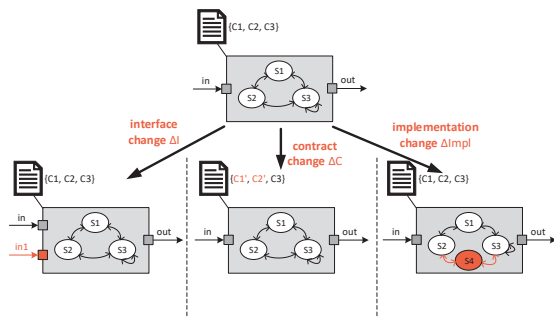 {C1, C2, C3}
S1
in
out
S2
S3
interface
change ΔI
contract
change ΔC
implementation
change ΔImpl
{C1, C2, C3}
{C1', C2', C3}
{C1, C2, C3}
in
S1
out
in1
S2
S3
in
S1
out
S2
S3
in
S1
out
S2
S3
S4